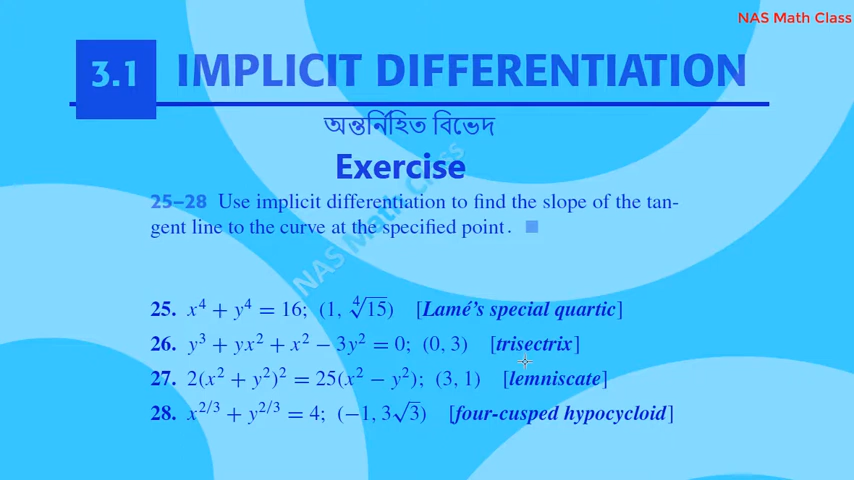 NAS Math Class
3.1 IMPLICIT DIFFERENTIATION
অন্তর্নিহিত বিভেদ
Exercise
25–28 Use implicit differentiation to find the slope of the tan-
gent line to the curve at the specified point. ■
NAS Math Class
25. x⁴ + y⁴ = 16; (1, ∜15) [Lamé's special quartic]
26. y³ + yx² + x² − 3y² = 0; (0, 3) [trisectrix]
27. 2(x² + y²)² = 25(x² − y²); (3, 1) [lemniscate]
28. x^{2/3} + y^{2/3} = 4; (−1, 3√3) [four-cusped hypocycloid]